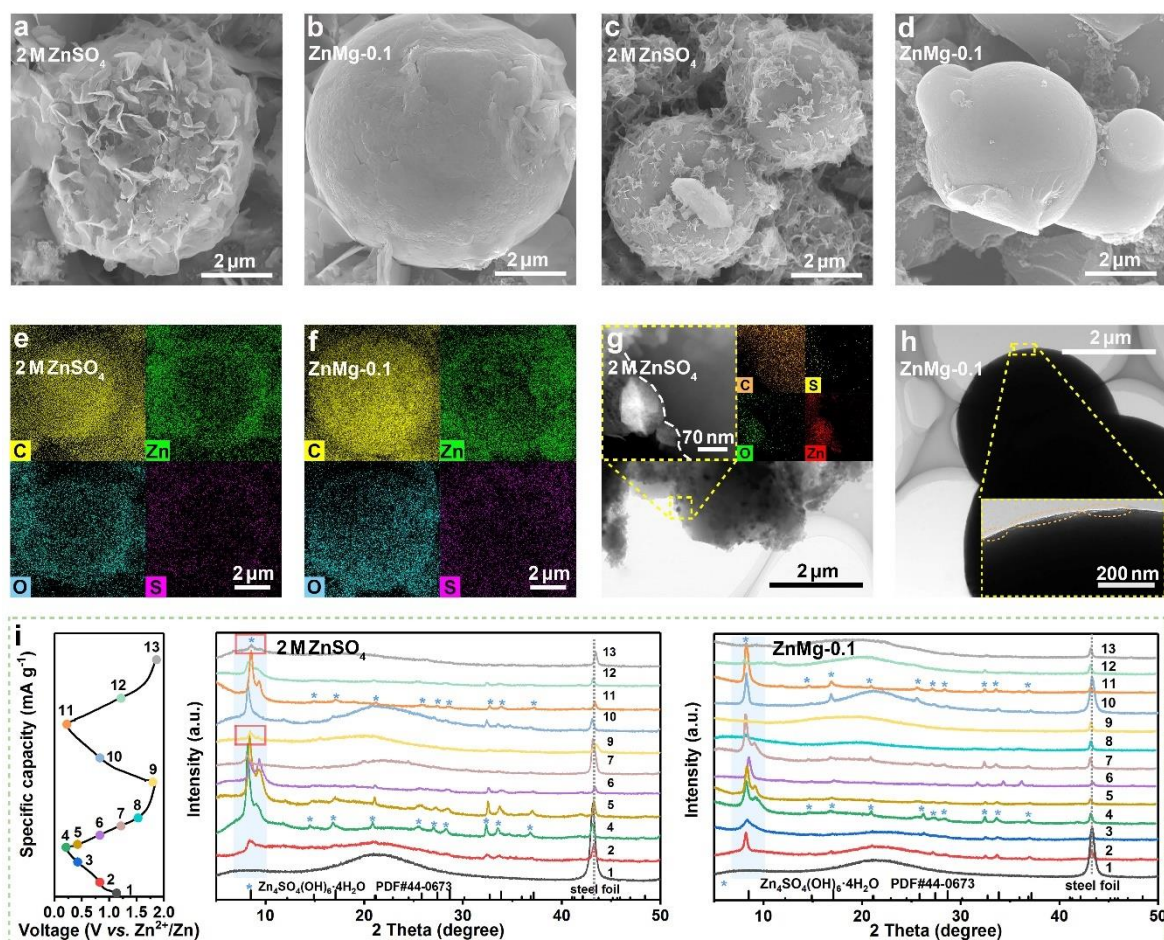 a
2 M ZnSO₄
2 μm
b
ZnMg-0.1
2 μm
c
2 M ZnSO₄
2 μm
d
ZnMg-0.1
2 μm
e
2 M ZnSO₄
C
Zn
O
S
2 μm
f
ZnMg-0.1
C
Zn
O
S
2 μm
g
2 M ZnSO₄
70 nm
C
S
O
Zn
2 μm
h
ZnMg-0.1
2 μm
200 nm
i
Specific capacity (mA g⁻¹)
13
12
11
10
9
8
7
6
5
4
3
2
1
0.0 0.5 1.0 1.5 2.0
Voltage (V vs. Zn²⁺/Zn)
Intensity (a.u.)
* 2 M ZnSO₄
13
12
11
* * * * * * * *
10
9
7
6
5
4
* * * * * * * *
2
1
* Zn₄SO₄(OH)₆·4H₂O PDF#44-0673
steel foil
5 10 20 30 40 50
2 Theta (degree)
Intensity (a.u.)
* ZnMg-0.1
13
12
11
* * * * * * * *
10
9
8
7
6
5
4
* * * * * * * *
3
2
1
* Zn₄SO₄(OH)₆·4H₂O PDF#44-0673
steel foil
5 10 20 30 40 50
2 Theta (degree)